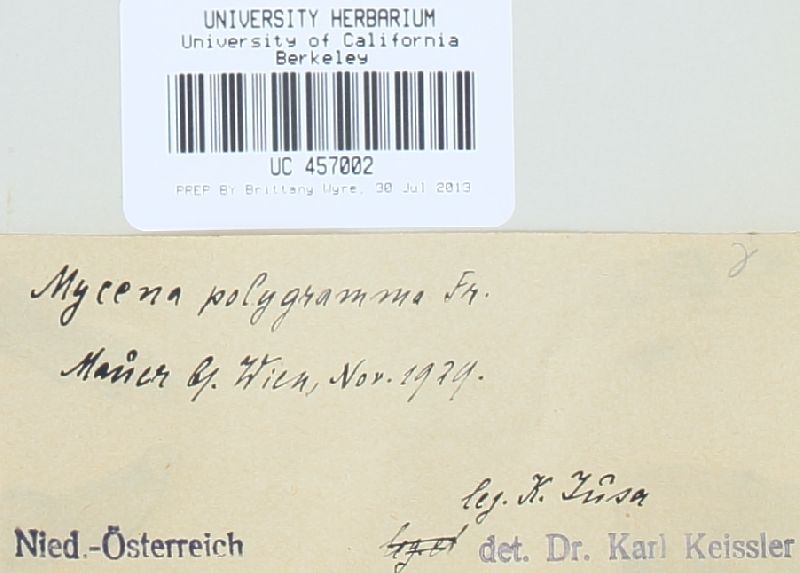 UNIVERSITY HERBARIUM
University of California
Berkeley
UC 457002
PREP BY Brittany Wyre, 30 Jul 2013
Mycena polygramma Fr.
Mauer b. Wien, Nov. 1929.
leg. K.
Nied.-Österreich
det. Dr. Karl Keissler